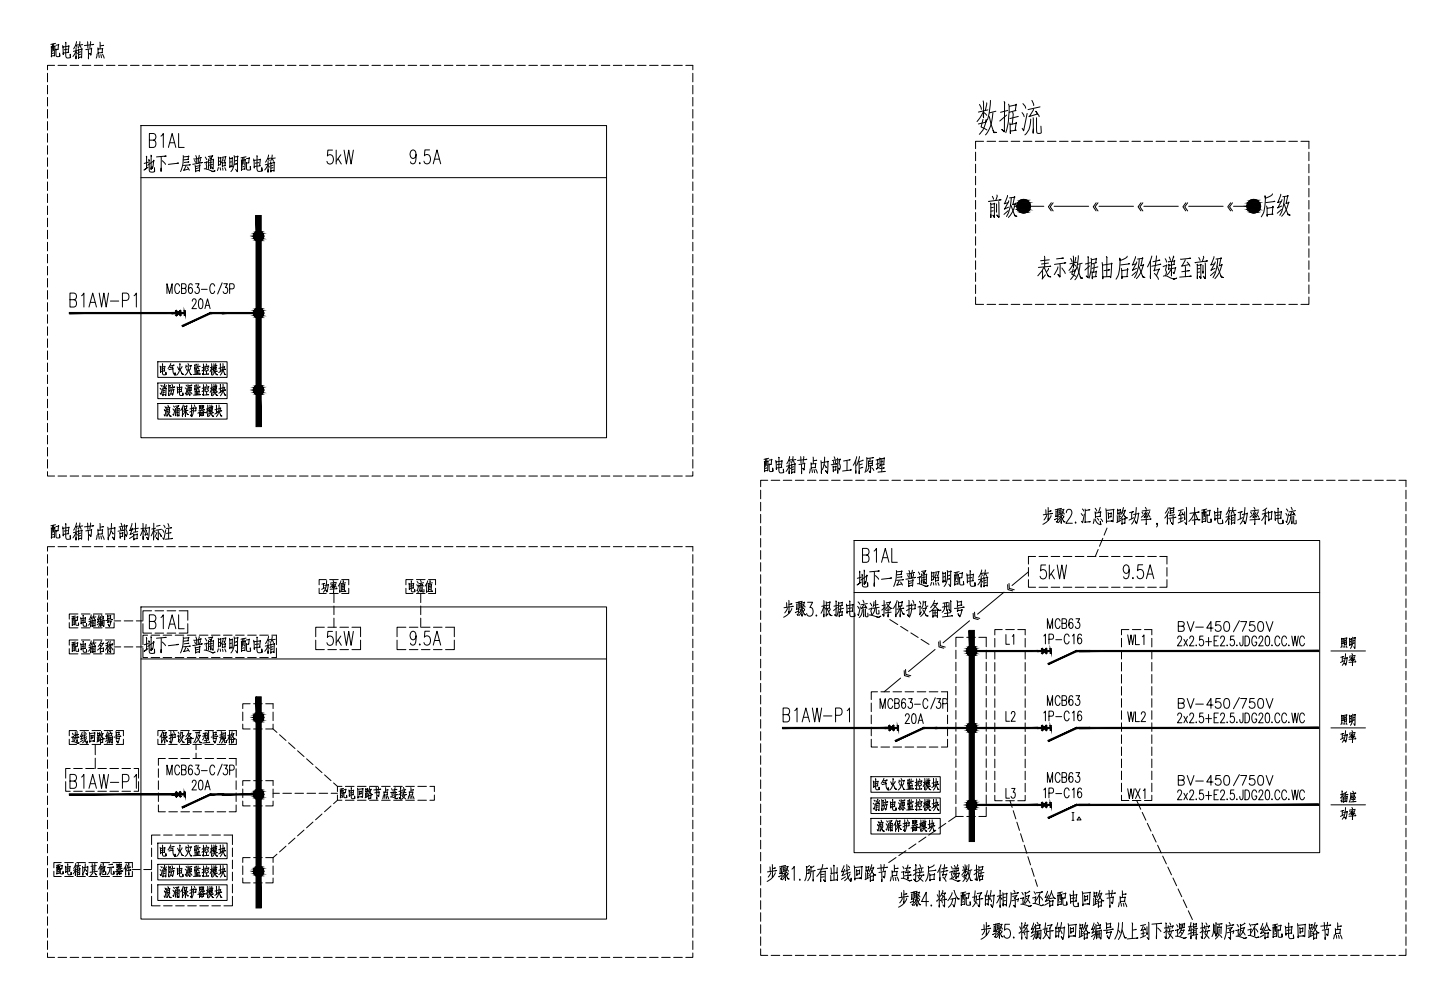 配电箱节点
B1AL
地下一层普通照明配电箱
5kW
9.5A
B1AW-P1
MCB63-C/3P
20A
电气火灾监控模块
消防电源监控模块
浪涌保护器模块
数据流
前级
后级
表示数据由后级传递至前级
配电箱节点内部结构标注
功率值
电流值
配电箱编号
B1AL
配电箱名称
地下一层普通照明配电箱
5kW
9.5A
进线回路编号
保护设备及型号规格
B1AW-P1
MCB63-C/3P
20A
配电回路节点连接点
配电箱内其他元器件
电气火灾监控模块
消防电源监控模块
浪涌保护器模块
配电箱节点内部工作原理
步骤2.汇总回路功率,得到本配电箱功率和电流
B1AL
地下一层普通照明配电箱
5kW
9.5A
步骤3.根据电流选择保护设备型号
L1
MCB63
1P-C16
WL1
BV-450/750V
2x2.5+E2.5.JDG20.CC.WC
照明
功率
B1AW-P1
MCB63-C/3P
20A
L2
MCB63
1P-C16
WL2
BV-450/750V
2x2.5+E2.5.JDG20.CC.WC
照明
功率
电气火灾监控模块
消防电源监控模块
浪涌保护器模块
L3
MCB63
1P-C16
I△
WX1
BV-450/750V
2x2.5+E2.5.JDG20.CC.WC
插座
功率
步骤1.所有出线回路节点连接后传递数据
步骤4.将分配好的相序返还给配电回路节点
步骤5.将编好的回路编号从上到下按逻辑按顺序返还给配电回路节点